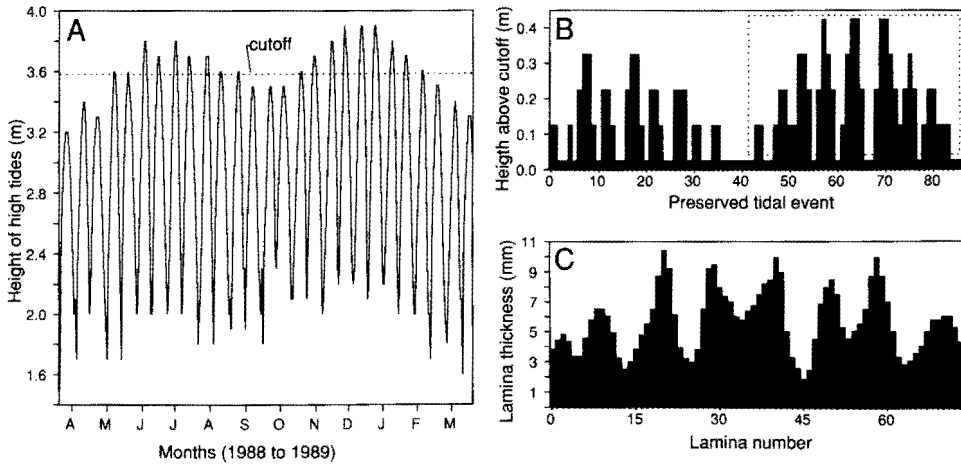 A
cutoff
Height of high tides (m)
4.0
3.6
3.2
2.8
2.4
2.0
1.6
A M J J A S O N D J F M
Months (1988 to 1989)
B
Heigth above cutoff (m)
0.4
0.3
0.2
0.1
0.0
0 10 20 30 40 50 60 70 80
Preserved tidal event
C
Lamina thickness (mm)
11
9
7
5
3
1
0 15 30 45 60
Lamina number